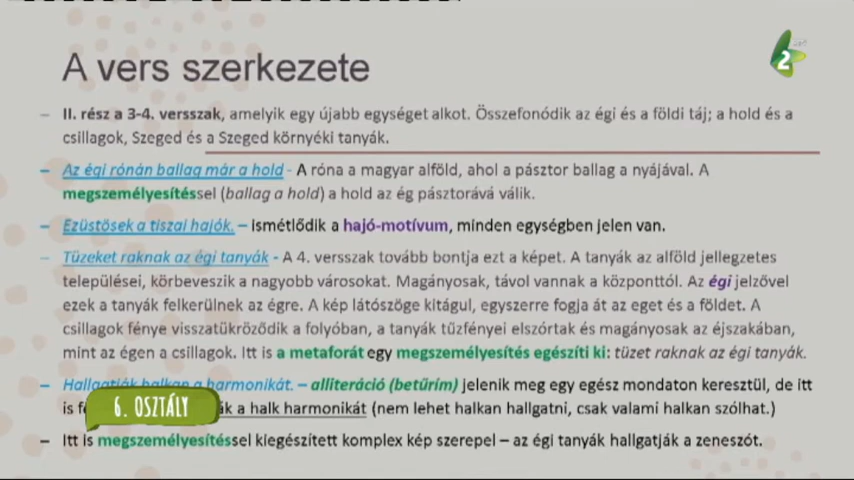 A vers szerkezete
2
– II. rész a 3-4. versszak, amelyik egy újabb egységet alkot. Összefonódik az égi és a földi táj; a hold és a
csillagok, Szeged és a Szeged környéki tanyák.
– Az égi rónán ballag már a hold - A róna a magyar alföld, ahol a pásztor ballag a nyájával. A
megszemélyesítéssel (ballag a hold) a hold az ég pásztorává válik.
– Ezüstösek a tiszai hajók. – Ismétlődik a hajó-motívum, minden egységben jelen van.
– Tüzeket raknak az égi tanyák - A 4. versszak tovább bontja ezt a képet. A tanyák az alföld jellegzetes
települései, körbeveszik a nagyobb városokat. Magányosak, távol vannak a központtól. Az égi jelzővel
ezek a tanyák felkerülnek az égre. A kép látószöge kitágul, egyszerre fogja át az eget és a földet. A
csillagok fénye visszatükröződik a folyóban, a tanyák tűzfényei elszórtak és magányosak az éjszakában,
mint az égen a csillagok. Itt is a metaforát egy megszemélyesítés egészíti ki: tüzet raknak az égi tanyák.
– Hallgatják halkan a harmonikát. – alliteráció (betűrím) jelenik meg egy egész mondaton keresztül, de itt
is a halk harmonikát (nem lehet halkan hallgatni, csak valami halkan szólhat.)
6. OSZTÁLY
– Itt is megszemélyesítéssel kiegészített komplex kép szerepel – az égi tanyák hallgatják a zeneszót.